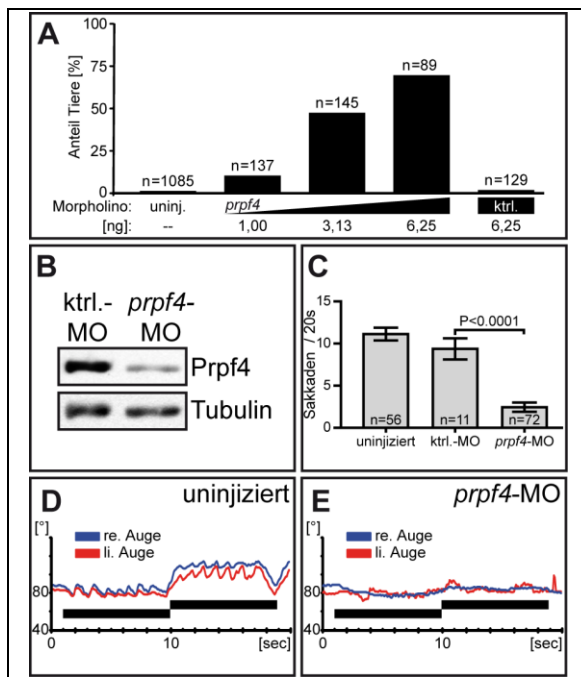 A
Anteil Tiere [%]
100
75
50
25
0
n=1085
n=137
n=145
n=89
n=129
Morpholino: uninj. prpf4 ktrl.
[ng]: -- 1,00 3,13 6,25 6,25
B
ktrl.- prpf4-
MO MO
Prpf4
Tubulin
C
Sakkaden / 20s
15
10
5
0
P<0.0001
n=56 n=11 n=72
uninjiziert ktrl.-MO prpf4-MO
D uninjiziert
[°]
re. Auge
li. Auge
80
40
0 10 [sec]
E prpf4-MO
[°]
re. Auge
li. Auge
80
40
0 10 [sec]